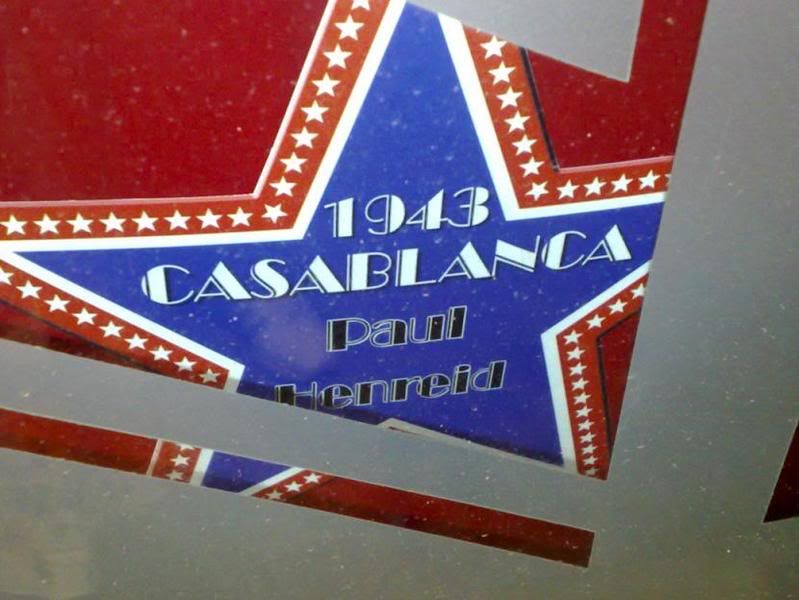 1943
CASABLANCA
Paul
Henreid